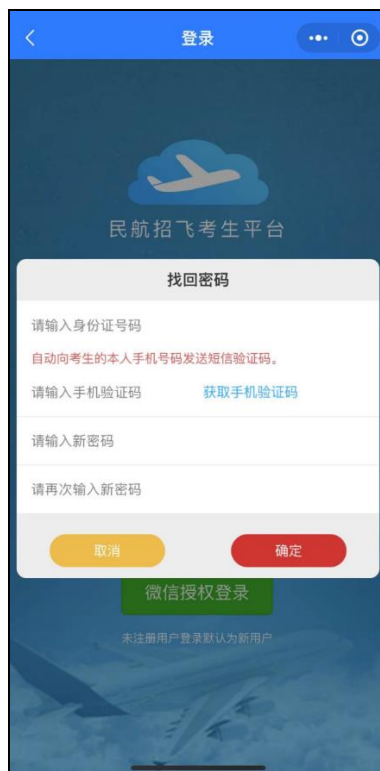 登录
民航招飞考生平台
找回密码
请输入身份证号码
自动向考生的本人手机号码发送短信验证码。
请输入手机验证码 获取手机验证码
请输入新密码
请再次输入新密码
取消 确定
微信授权登录
未注册用户登录默认为新用户